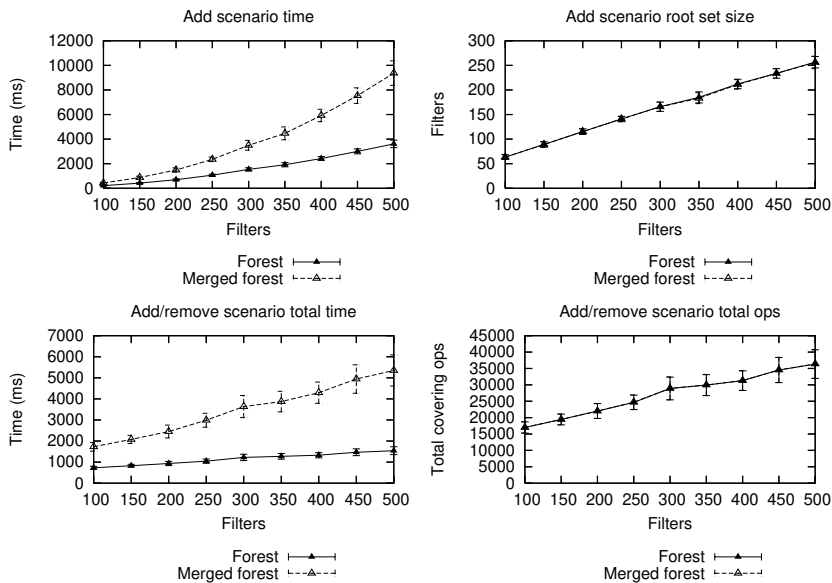 Add scenario time
12000
10000
8000
6000
4000
2000
0
Time (ms)
100 150 200 250 300 350 400 450 500
Filters
Forest
Merged forest
Add scenario root set size
300
250
200
150
100
50
0
Filters
100 150 200 250 300 350 400 450 500
Filters
Forest
Merged forest
Add/remove scenario total time
7000
6000
5000
4000
3000
2000
1000
0
Time (ms)
100 150 200 250 300 350 400 450 500
Filters
Forest
Merged forest
Add/remove scenario total ops
45000
40000
35000
30000
25000
20000
15000
10000
5000
0
Total covering ops
100 150 200 250 300 350 400 450 500
Filters
Forest
Merged forest